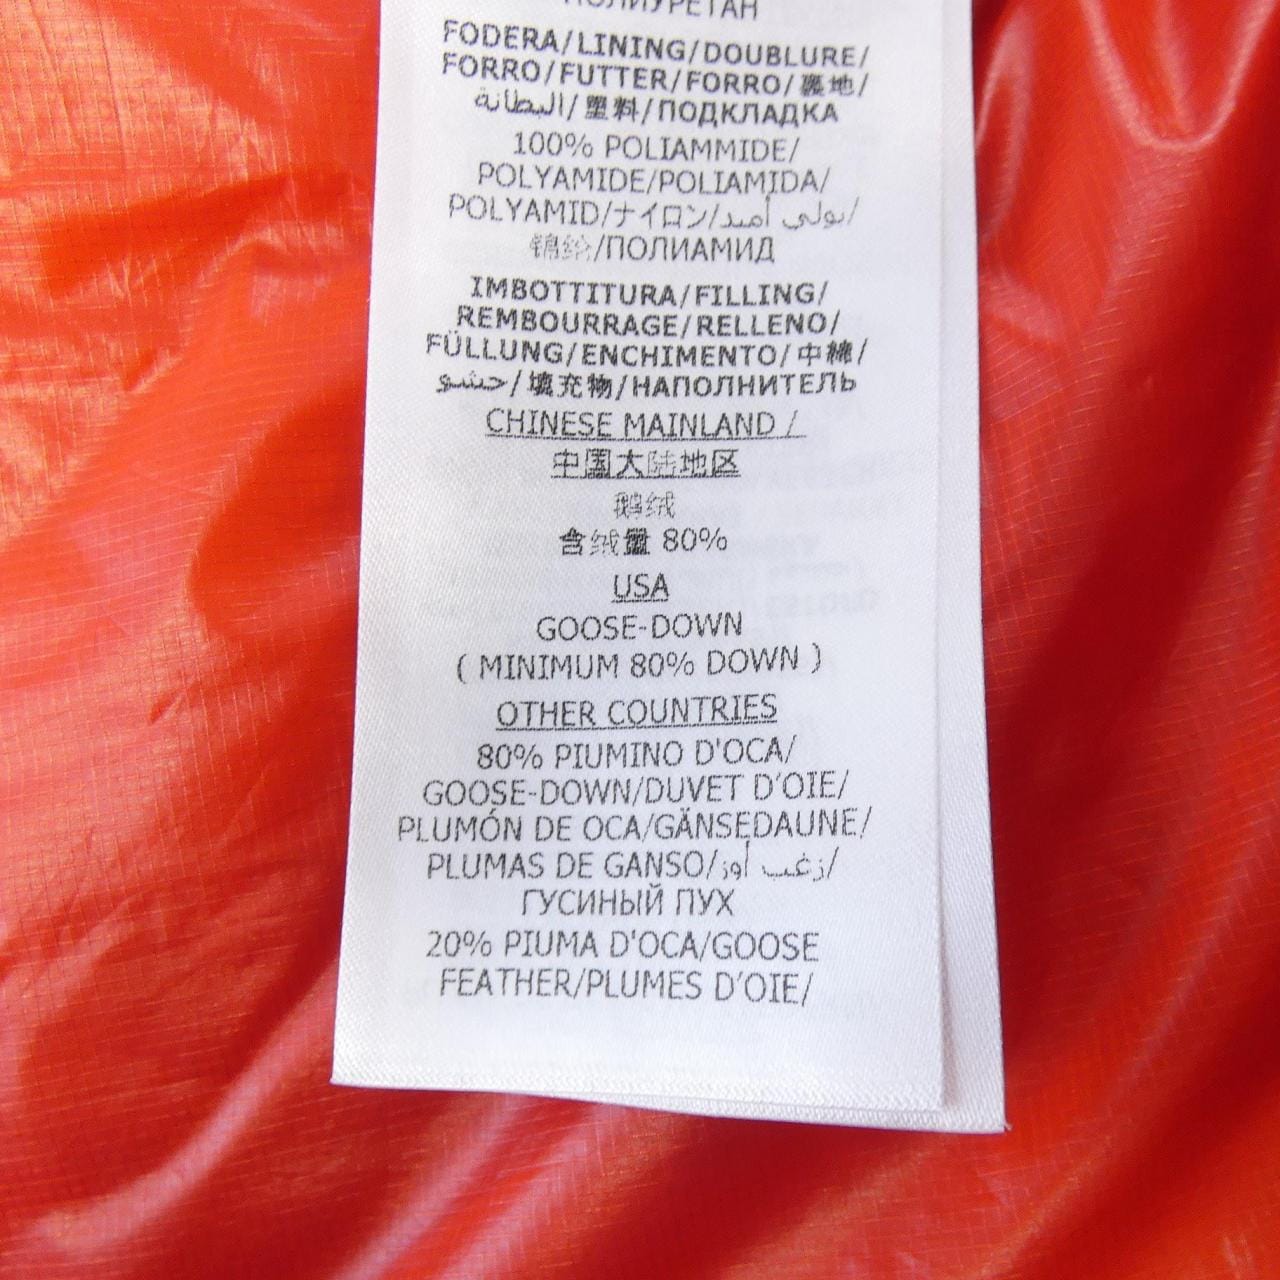 ПОЛИУРЕТАН
FODERA/LINING/DOUBLURE/
FORRO/FUTTER/FORRO/裏地/
البطانة/塑料/ПОДКЛАДКА
100% POLIAMMIDE/
POLYAMIDE/POLIAMIDA/
POLYAMID/ナイロン/بولي أميد/
锦纶/ПОЛИАМИД
IMBOTTITURA/FILLING/
REMBOURRAGE/RELLENO/
FÜLLUNG/ENCHIMENTO/中綿/
حشو/填充物/НАПОЛНИТЕЛЬ
CHINESE MAINLAND /
中国大陆地区
鹅绒
含绒量 80%
USA
GOOSE-DOWN
( MINIMUM 80% DOWN )
OTHER COUNTRIES
80% PIUMINO D'OCA/
GOOSE-DOWN/DUVET D'OIE/
PLUMÓN DE OCA/GÄNSEDAUNE/
PLUMAS DE GANSO/زغب أوز/
ГУСИНЫЙ ПУХ
20% PIUMA D'OCA/GOOSE
FEATHER/PLUMES D'OIE/